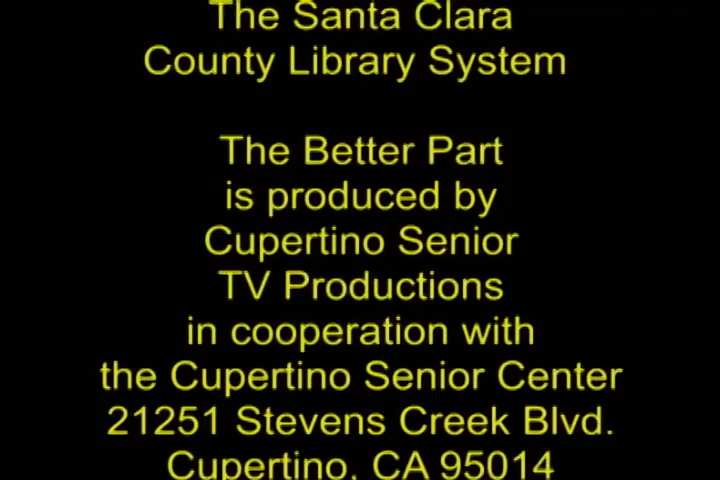 The Santa Clara
County Library System
The Better Part
is produced by
Cupertino Senior
TV Productions
in cooperation with
the Cupertino Senior Center
21251 Stevens Creek Blvd.
Cupertino, CA 95014